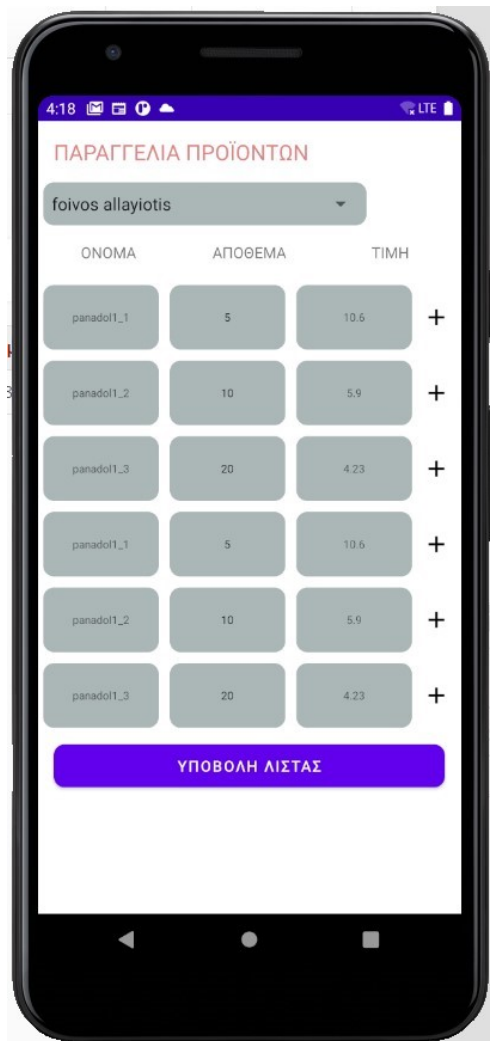 4:18 LTE
ΠΑΡΑΓΓΕΛΙΑ ΠΡΟΪΟΝΤΩΝ
foivos allayiotis
ΟΝΟΜΑ ΑΠΟΘΕΜΑ ΤΙΜΗ
panadol1_1 5 10.6 +
panadol1_2 10 5.9 +
panadol1_3 20 4.23 +
panadol1_1 5 10.6 +
panadol1_2 10 5.9 +
panadol1_3 20 4.23 +
ΥΠΟΒΟΛΗ ΛΙΣΤΑΣ